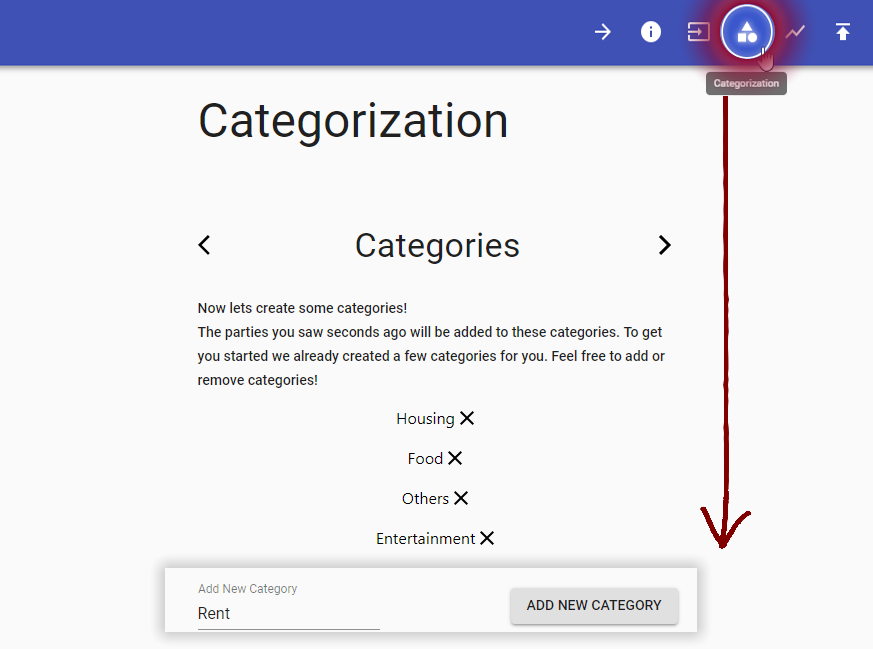 Categorization
Categorization
Categories
Now lets create some categories!
The parties you saw seconds ago will be added to these categories. To get
you started we already created a few categories for you. Feel free to add or
remove categories!
Housing
Food
Others
Entertainment
Add New Category
Rent
ADD NEW CATEGORY